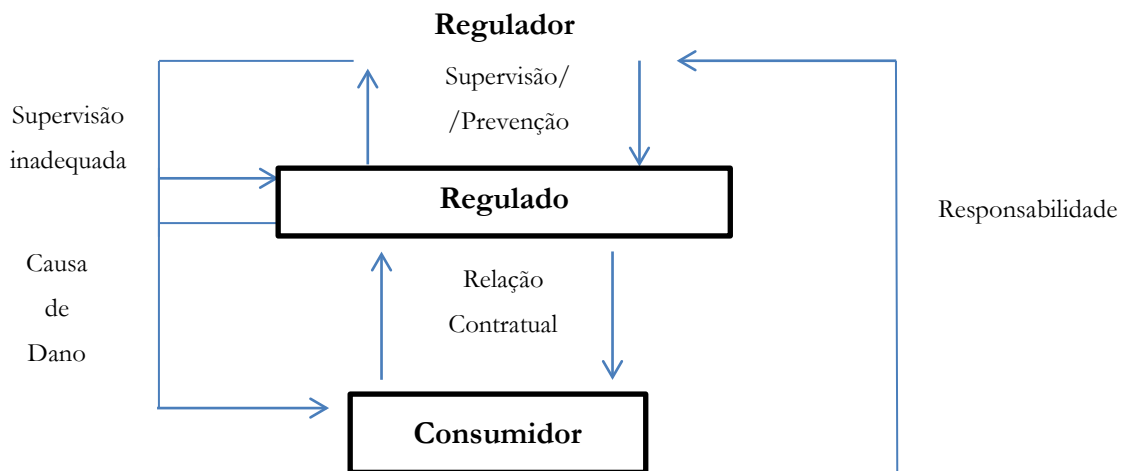 Regulador
Supervisão/
/Prevenção
Supervisão
inadequada
Regulado
Responsabilidade
Causa
de
Dano
Relação
Contratual
Consumidor